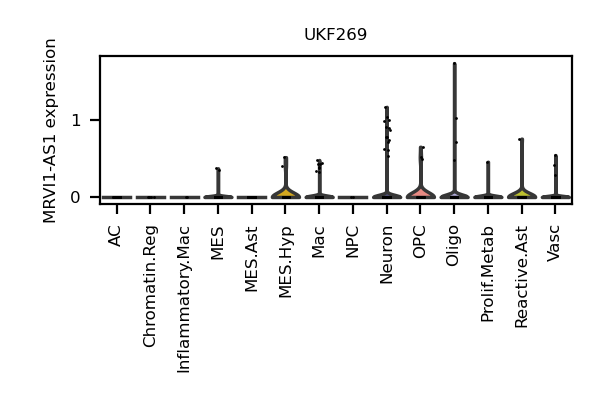 UKF269
MRVI1-AS1 expression
1
0
AC
Chromatin.Reg
Inflammatory.Mac
MES
MES.Ast
MES.Hyp
Mac
NPC
Neuron
OPC
Oligo
Prolif.Metab
Reactive.Ast
Vasc